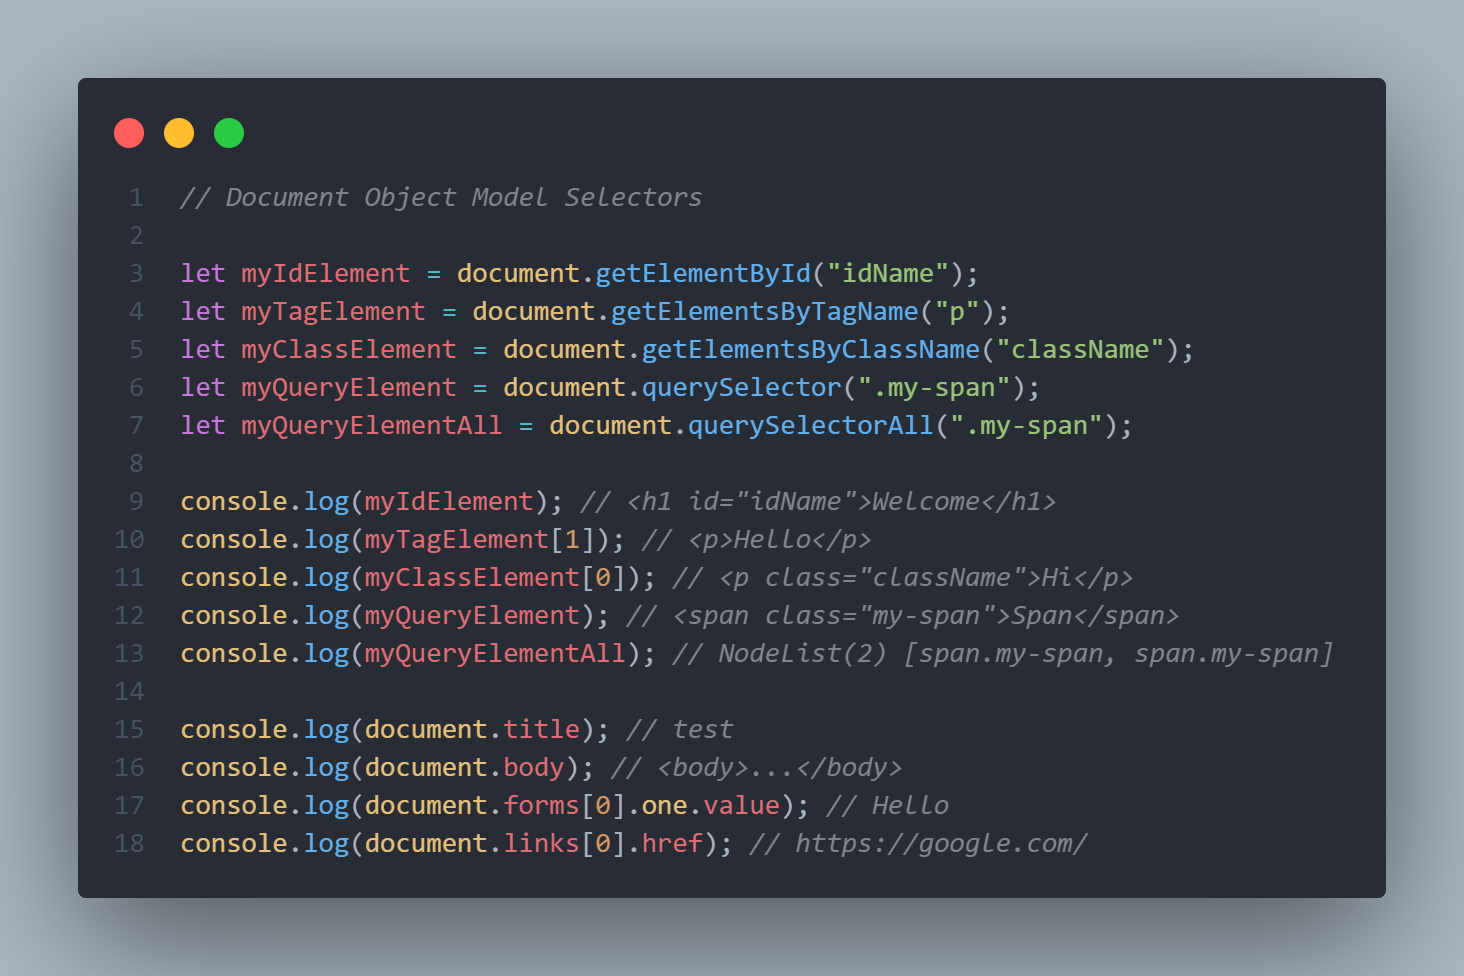 1 // Document Object Model Selectors
2
3 let myIdElement = document.getElementById("idName");
4 let myTagElement = document.getElementsByTagName("p");
5 let myClassElement = document.getElementsByClassName("className");
6 let myQueryElement = document.querySelector(".my-span");
7 let myQueryElementAll = document.querySelectorAll(".my-span");
8
9 console.log(myIdElement); // <h1 id="idName">Welcome</h1>
10 console.log(myTagElement[1]); // <p>Hello</p>
11 console.log(myClassElement[0]); // <p class="className">Hi</p>
12 console.log(myQueryElement); // <span class="my-span">Span</span>
13 console.log(myQueryElementAll); // NodeList(2) [span.my-span, span.my-span]
14
15 console.log(document.title); // test
16 console.log(document.body); // <body>...</body>
17 console.log(document.forms[0].one.value); // Hello
18 console.log(document.links[0].href); // https://google.com/